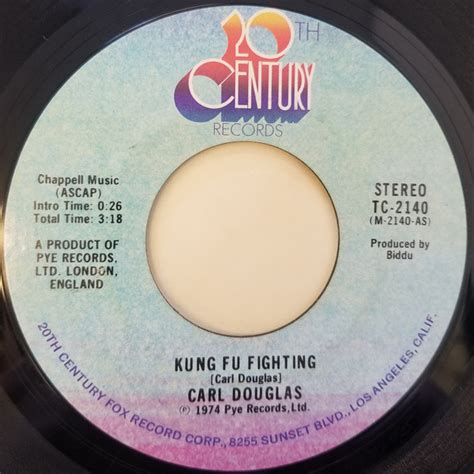 20TH
CENTURY
RECORDS
Chappell Music
(ASCAP)
Intro Time: 0:26
Total Time: 3:18
A PRODUCT OF
PYE RECORDS,
LTD. LONDON,
ENGLAND
STEREO
TC-2140
(M-2140-AS)
Produced by
Biddu
KUNG FU FIGHTING
[Carl Douglas]
CARL DOUGLAS
℗ 1974 Pye Records, Ltd.
20TH CENTURY FOX RECORD CORP., 8255 SUNSET BLVD., LOS ANGELES, CALIF.